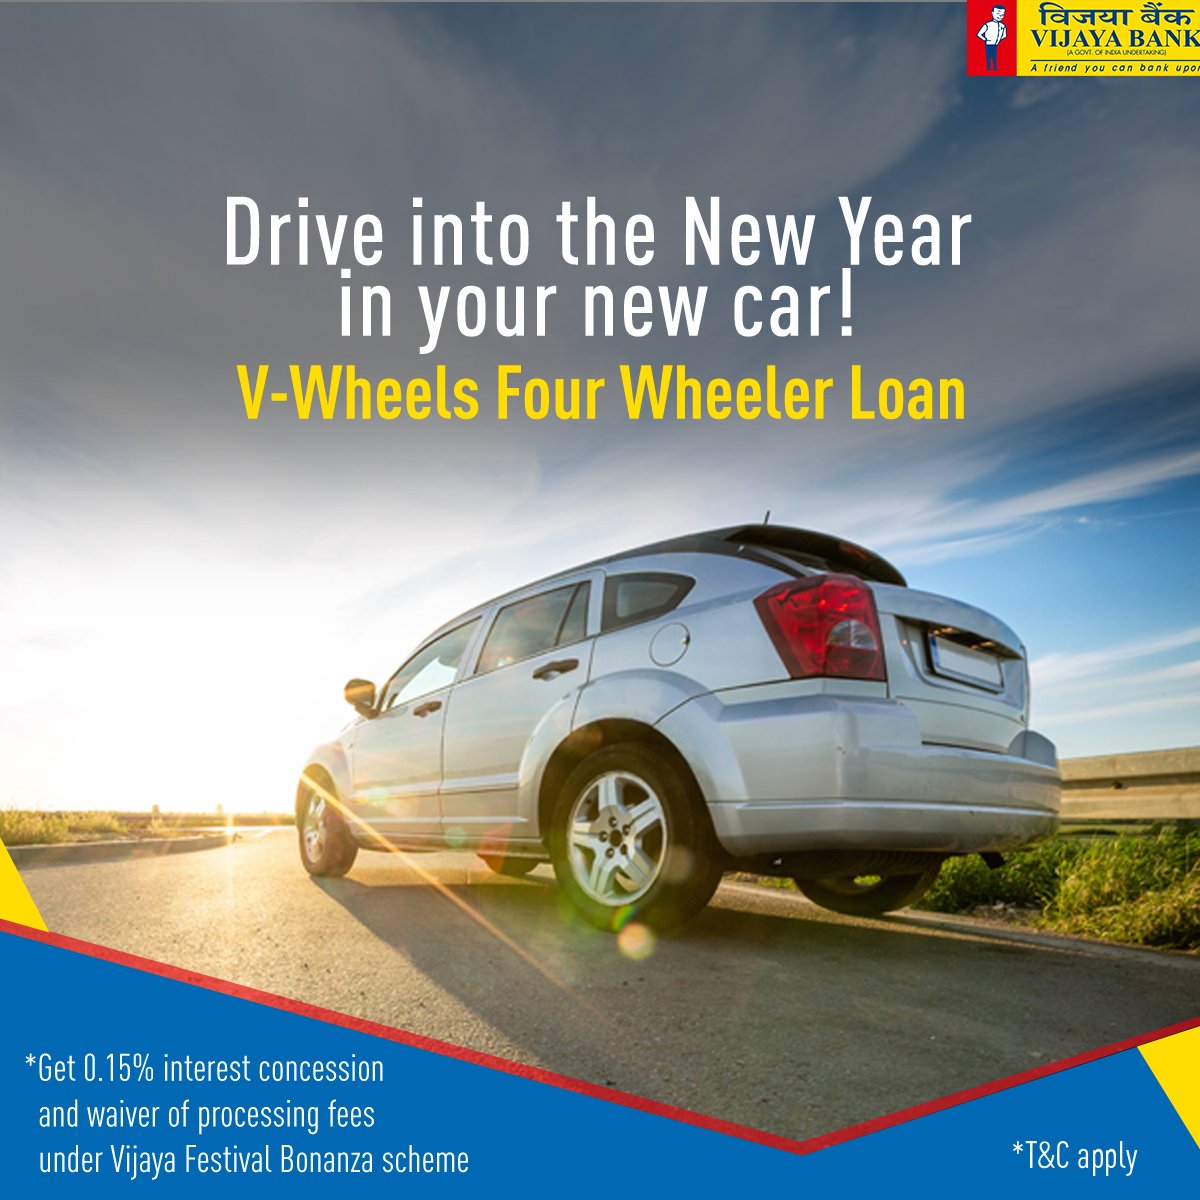 विजया बैंक
VIJAYA BANK
(A GOVT. OF INDIA UNDERTAKING)
A friend you can bank upon
Drive into the New Year
in your new car!
V-Wheels Four Wheeler Loan
*Get 0.15% interest concession
and waiver of processing fees
under Vijaya Festival Bonanza scheme
*T&C apply